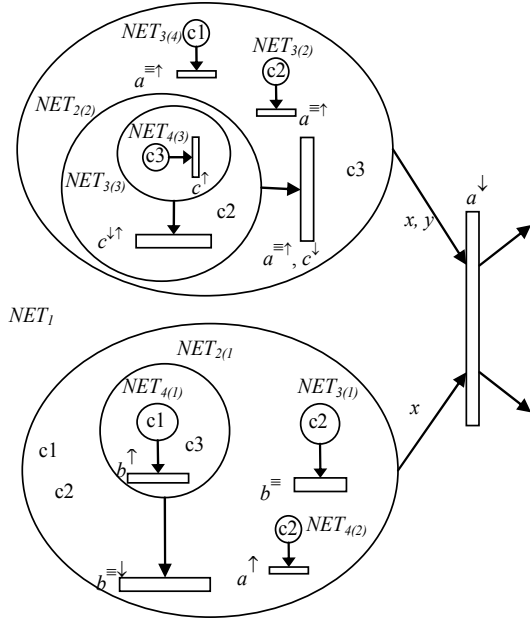 NET3(4) c1
NET3(2)
c2
a≡↑
a≡↑
NET2(2)
NET4(3)
c3
NET3(3)
c↑
c2
c3
c↓↑
a≡↑, c↓
x, y
a↓
NET1
NET2(1
NET4(1)
NET3(1)
c1
c2
x
c3
c1
b↑
c2
b≡
c2 NET4(2)
b≡↓
a↑